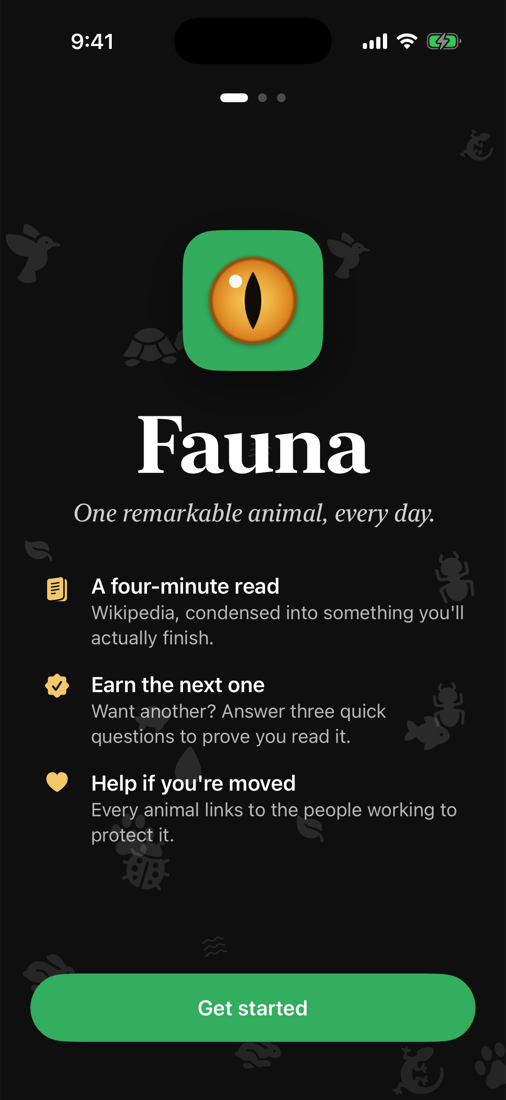 9:41
Fauna
One remarkable animal, every day.
A four-minute read
Wikipedia, condensed into something you'll
actually finish.
Earn the next one
Want another? Answer three quick
questions to prove you read it.
Help if you're moved
Every animal links to the people working to
protect it.
Get started